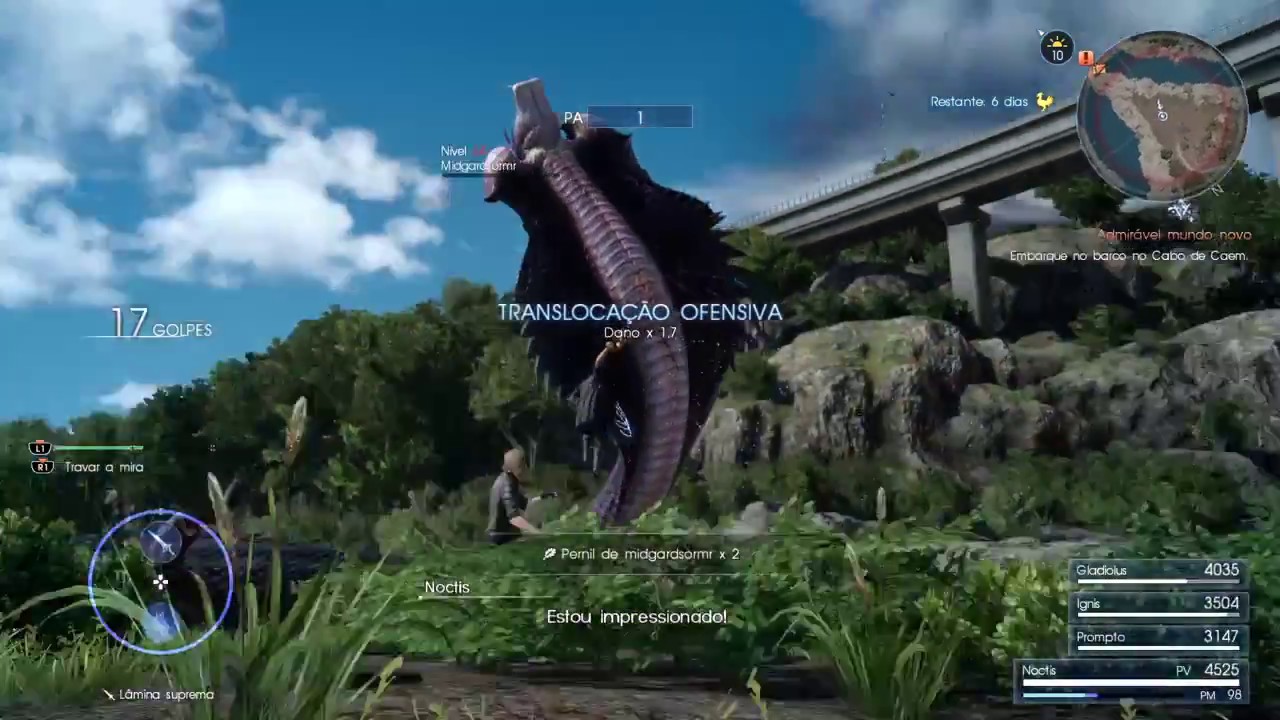 10
Restante: 6 dias
PA 1
Nível
Midgardsormr
Admirável mundo novo
Embarque no barco no Cabo de Caem.
N
TRANSLOCAÇÃO OFENSIVA
Dano x 1,7
17 GOLPES
L1
R1 Travar a mira
Pernil de midgardsormr x 2
Noctis
Estou impressionado!
Gladiolus 4035
Ignis 3504
Prompto 3147
Noctis PV 4525
PM 98
Lâmina suprema